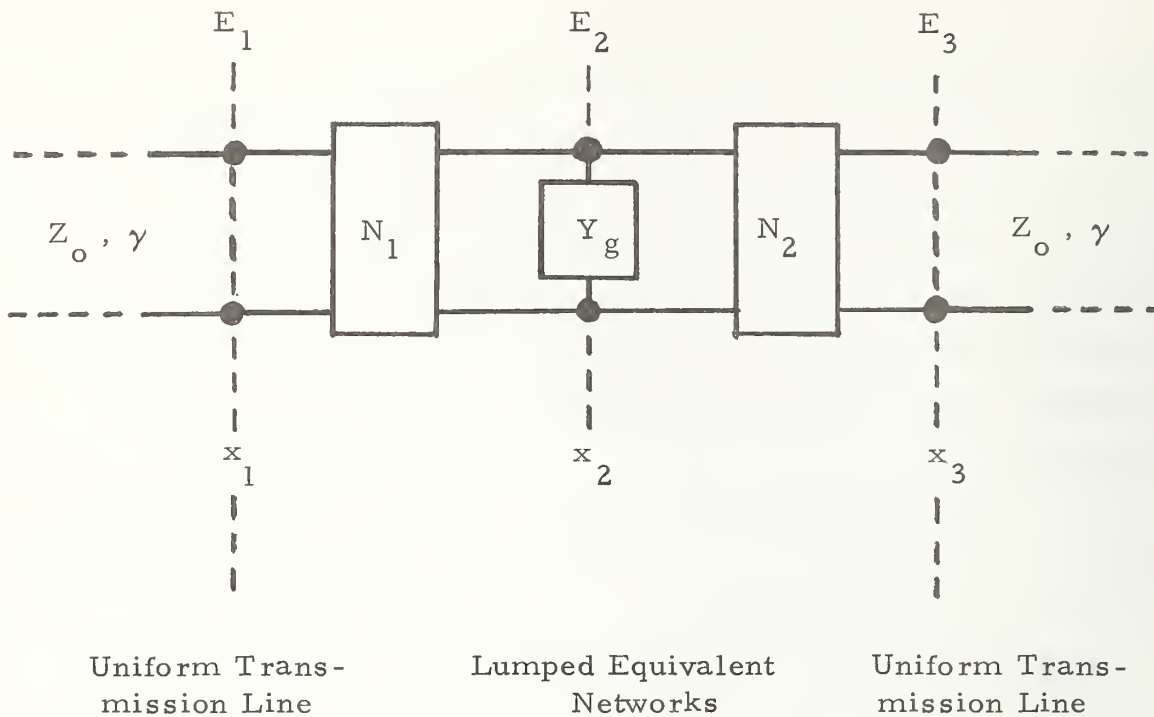 E1 E2 E3
Zo, γ N1 Yg N2 Zo, γ
x1 x2 x3
Uniform Trans-
mission Line
Lumped Equivalent
Networks
Uniform Trans-
mission Line